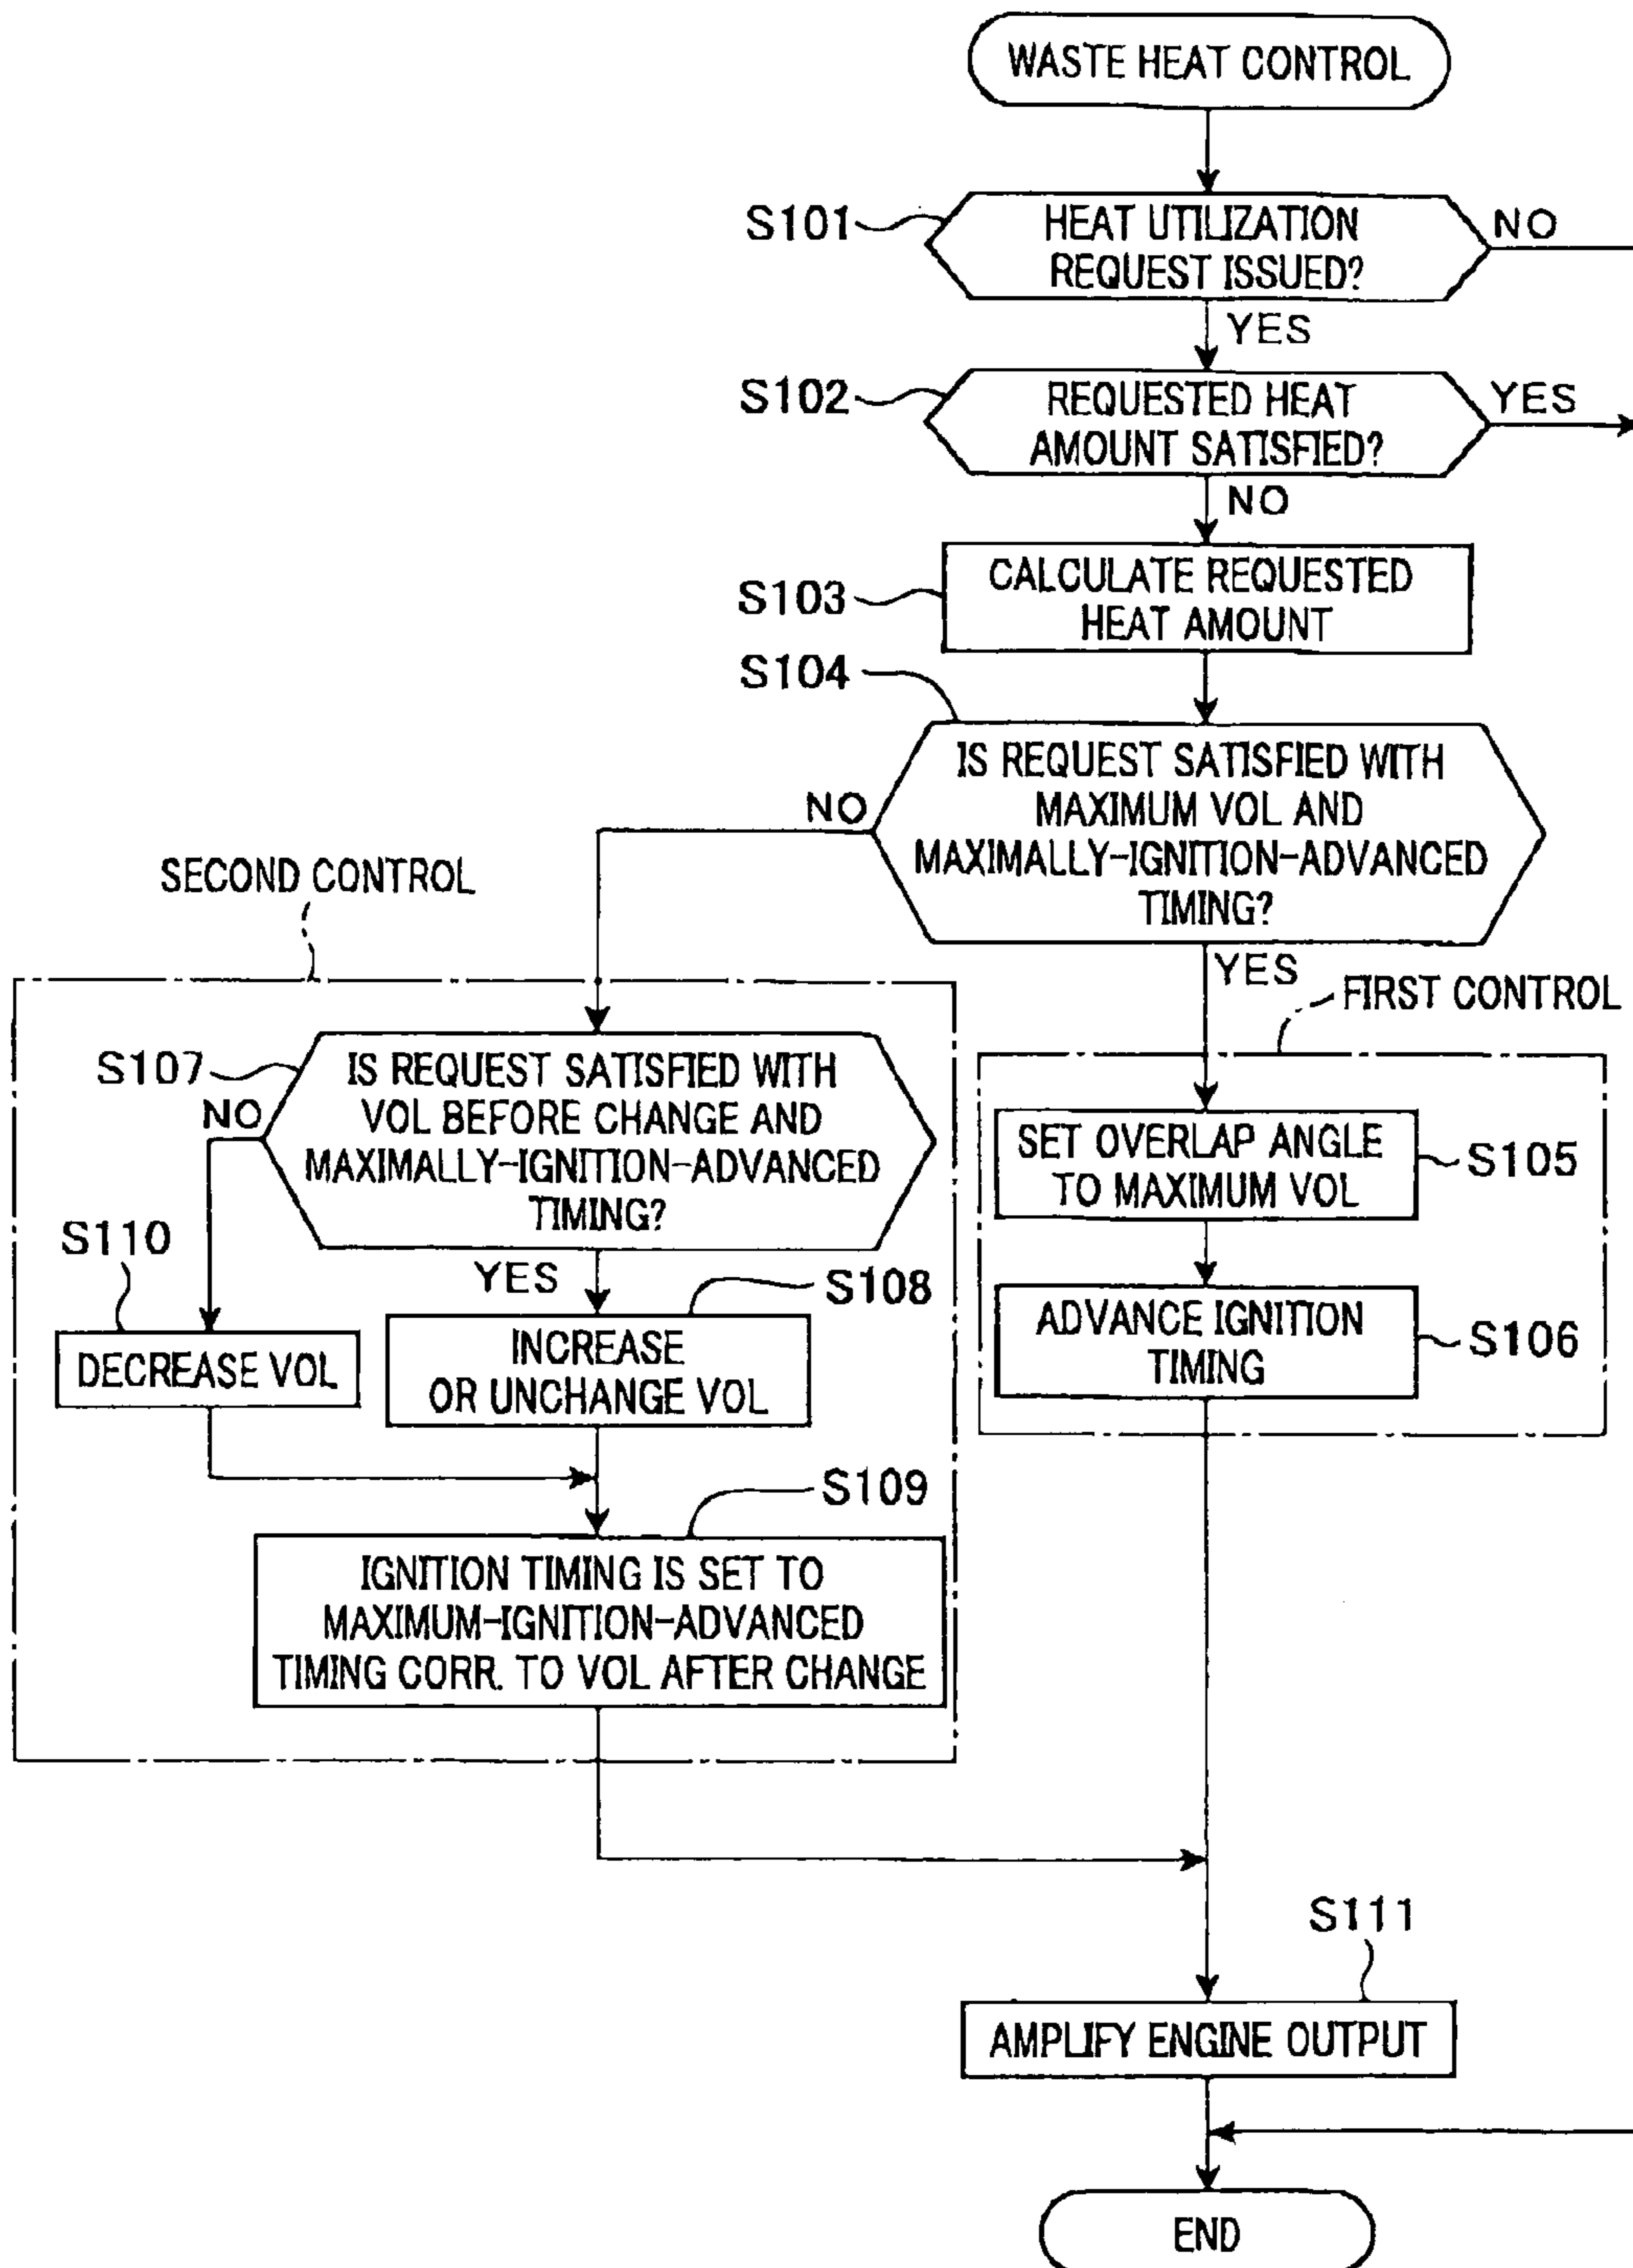 WASTE HEAT CONTROL
S101
HEAT UTILIZATION
REQUEST ISSUED?
NO
YES
S102
REQUESTED HEAT
AMOUNT SATISFIED?
YES
NO
S103
CALCULATE REQUESTED
HEAT AMOUNT
S104
IS REQUEST SATISFIED WITH
MAXIMUM VOL AND
MAXIMALLY-IGNITION-ADVANCED
TIMING?
NO
YES
SECOND CONTROL
FIRST CONTROL
S107
IS REQUEST SATISFIED WITH
VOL BEFORE CHANGE AND
MAXIMALLY-IGNITION-ADVANCED
TIMING?
NO
YES
SET OVERLAP ANGLE
TO MAXIMUM VOL
S105
S110
DECREASE VOL
S108
INCREASE
OR UNCHANGE VOL
ADVANCE IGNITION
TIMING
S106
S109
IGNITION TIMING IS SET TO
MAXIMUM-IGNITION-ADVANCED
TIMING CORR. TO VOL AFTER CHANGE
S111
AMPLIFY ENGINE OUTPUT
END